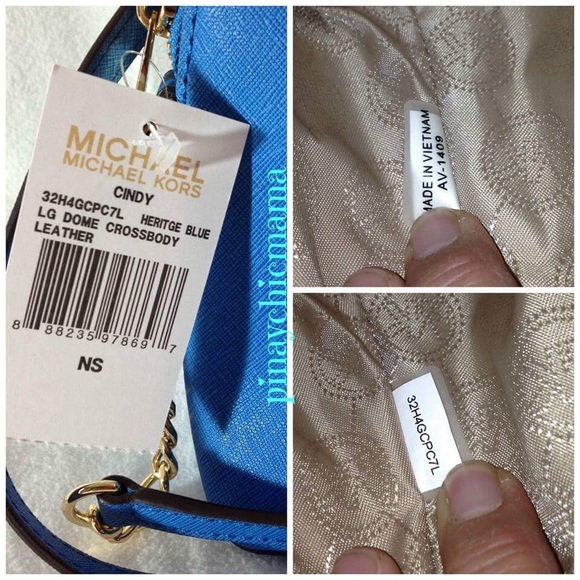 MICHAEL
MICHAEL KORS
CINDY
32H4GCPC7L HERITGE BLUE
LG DOME CROSSBODY
LEATHER
8 88235 97869 7
NS
pinaychicmama
MADE IN VIETNAM
AV-1409
32H4GCPC7L